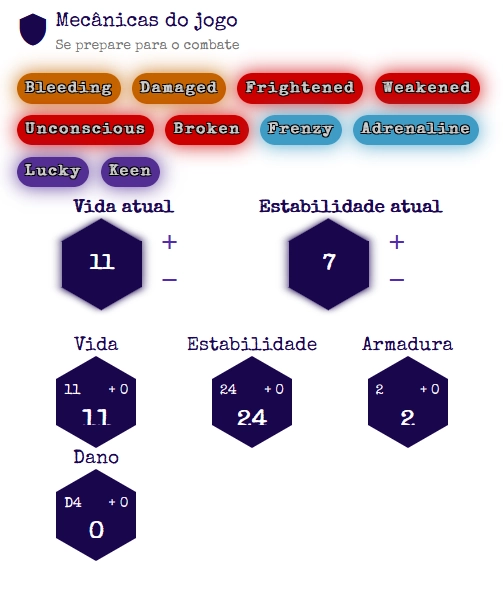 Mecânicas do jogo
Se prepare para o combate
Bleeding Damaged Frightened Weakened
Unconscious Broken Frenzy Adrenaline
Lucky Keen
Vida atual Estabilidade atual
+ +
11 7
− −
Vida Estabilidade Armadura
11 + 0 24 + 0 2 + 0
11 24 2
Dano
D4 + 0
0